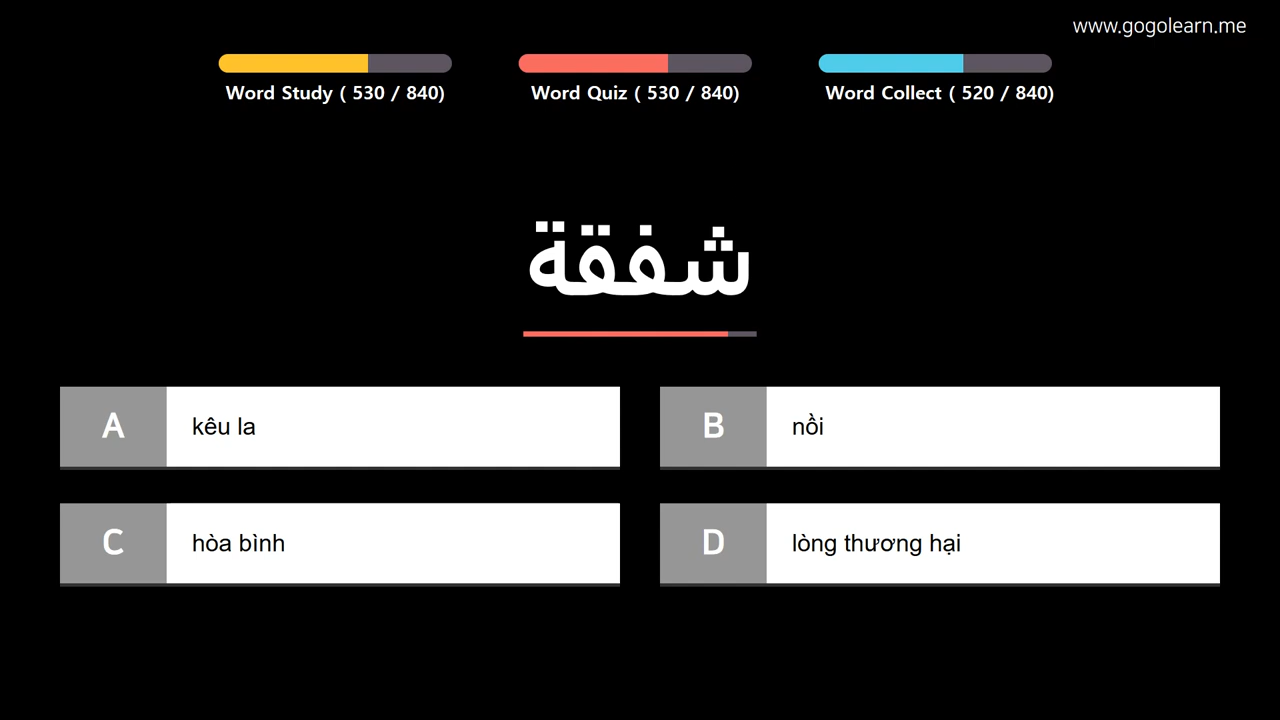 www.gogolearn.me
Word Study ( 530 / 840)
Word Quiz ( 530 / 840)
Word Collect ( 520 / 840)
شفقة
A kêu la
B nồi
C hòa bình
D lòng thương hại